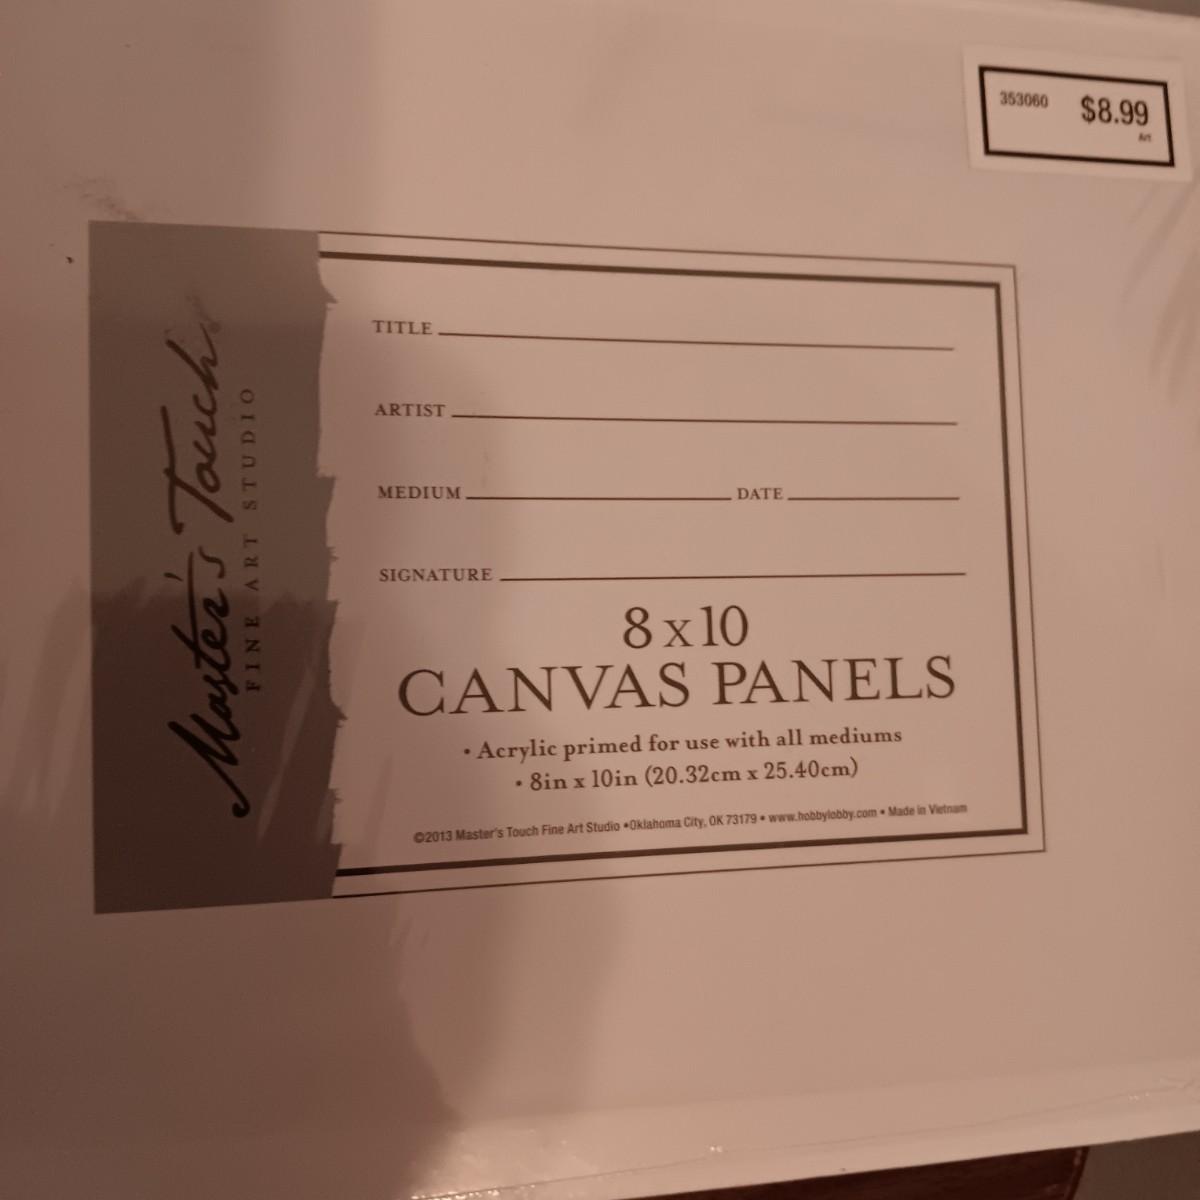 353060 $8.99
Art
Master's Touch
FINE ART STUDIO
TITLE
ARTIST
MEDIUM DATE
SIGNATURE
8 x 10
CANVAS PANELS
• Acrylic primed for use with all mediums
• 8in x 10in (20.32cm x 25.40cm)
©2013 Master's Touch Fine Art Studio •Oklahoma City, OK 73179 • www.hobbylobby.com • Made in Vietnam